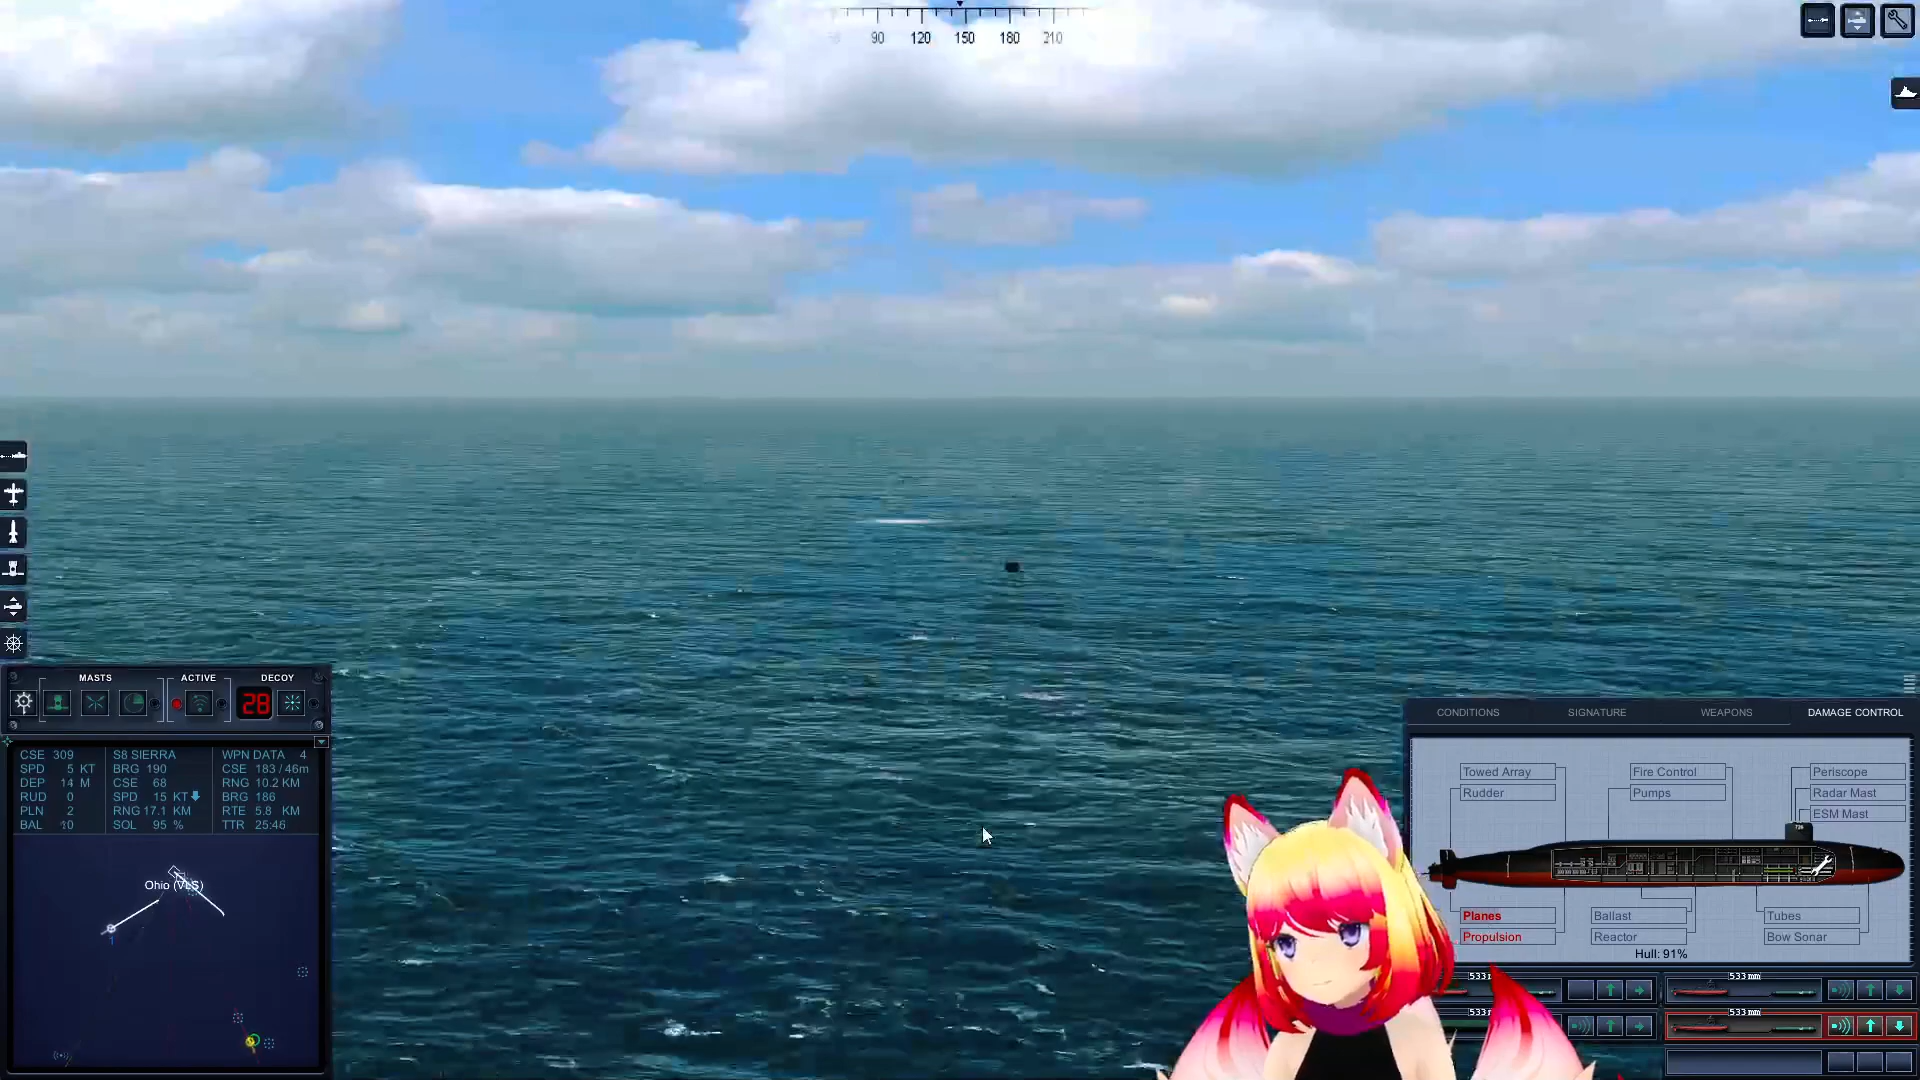 90 120 150 180 210
MASTS ACTIVE DECOY
28
CSE 309
SPD 5 KT
DEP 14 M
RUD 0
PLN 2
BAL 10
S8 SIERRA
BRG 190
CSE 68
SPD 15 KT
RNG 17.1 KM
SOL 95 %
WPN DATA 4
CSE 183 / 46m
RNG 10.2 KM
BRG 186
RTE 5.8 KM
TTR 25:46
Ohio (VLS)
CONDITIONS SIGNATURE WEAPONS DAMAGE CONTROL
Towed Array Fire Control Periscope
Rudder Pumps Radar Mast
ESM Mast
Planes Ballast Tubes
Propulsion Reactor Bow Sonar
Hull: 91%
533 mm
533 mm